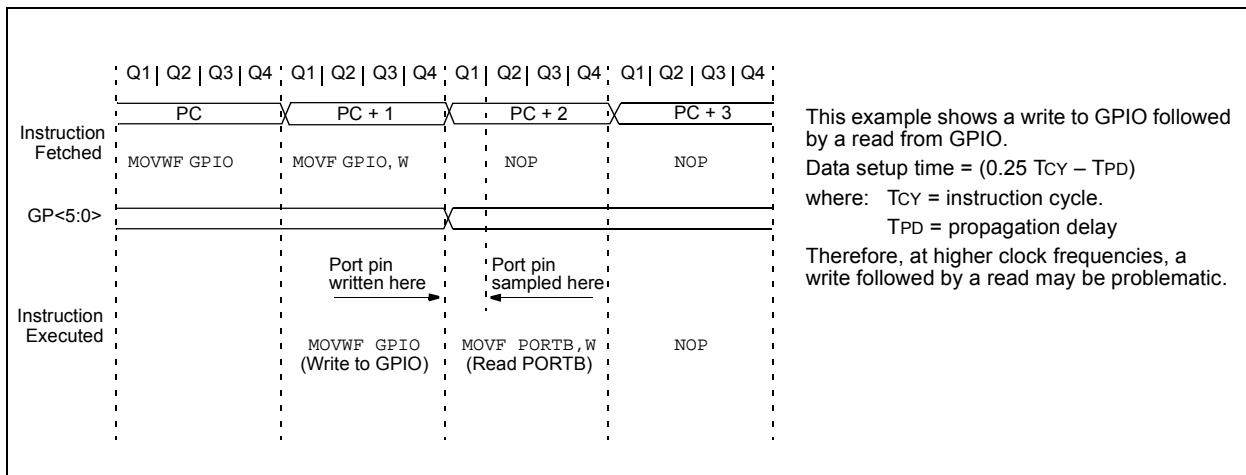 Q1 | Q2 | Q3 | Q4 Q1 | Q2 | Q3 | Q4 Q1 | Q2 | Q3 | Q4 Q1 | Q2 | Q3 | Q4
PC PC + 1 PC + 2 PC + 3
Instruction
Fetched
MOVWF GPIO MOVF GPIO, W NOP NOP
GP<5:0>
Port pin
written here
Port pin
sampled here
Instruction
Executed
MOVWF GPIO
(Write to GPIO)
MOVF PORTB,W
(Read PORTB)
NOP
This example shows a write to GPIO followed
by a read from GPIO.
Data setup time = (0.25 TCY – TPD)
where: TCY = instruction cycle.
TPD = propagation delay
Therefore, at higher clock frequencies, a
write followed by a read may be problematic.